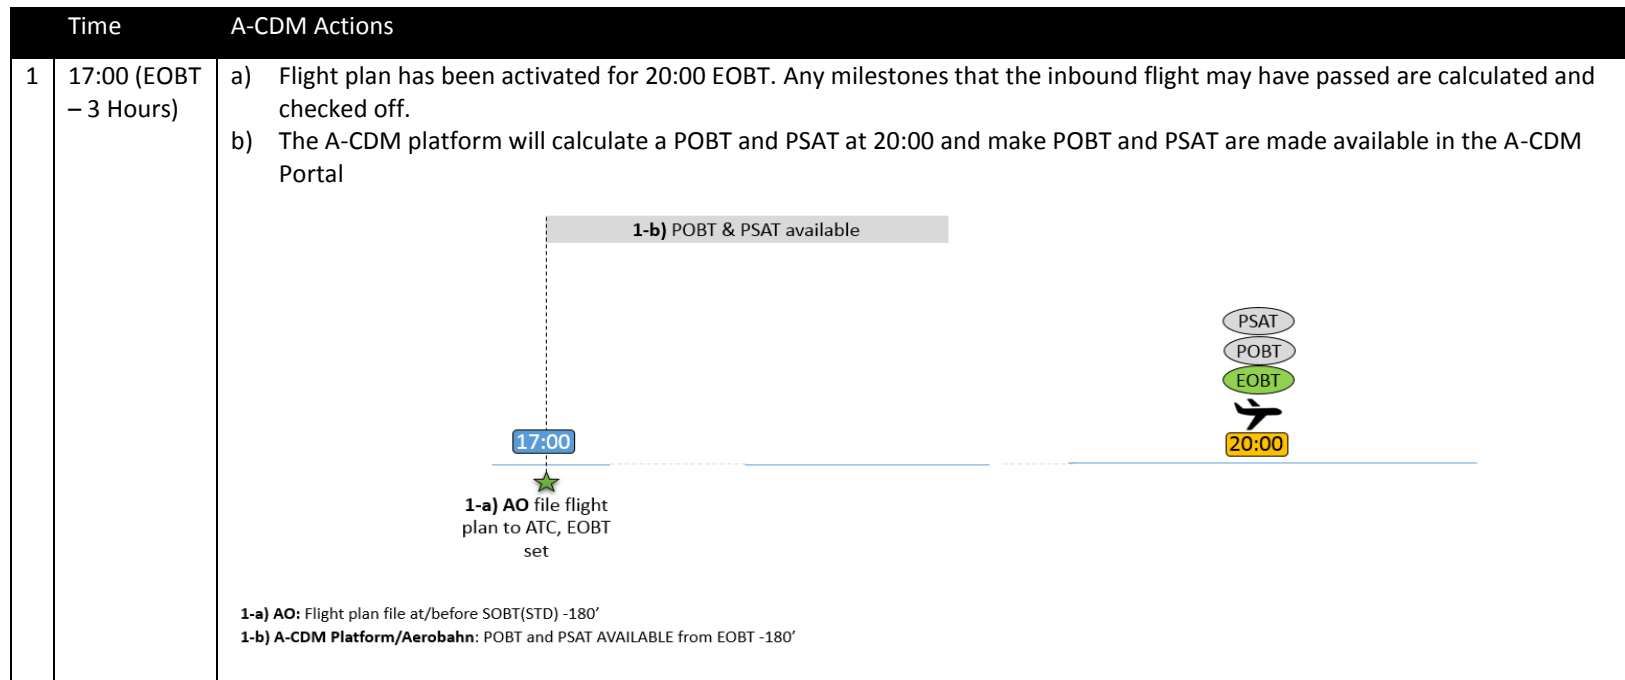 Time A-CDM Actions
1 17:00 (EOBT – 3 Hours)
a) Flight plan has been activated for 20:00 EOBT. Any milestones that the inbound flight may have passed are calculated and
checked off.
b) The A-CDM platform will calculate a POBT and PSAT at 20:00 and make POBT and PSAT are made available in the A-CDM
Portal
1-b) POBT & PSAT available
PSAT
POBT
EOBT
17:00
20:00
1-a) AO file flight
plan to ATC, EOBT
set
1-a) AO: Flight plan file at/before SOBT(STD) -180’
1-b) A-CDM Platform/Aerobahn: POBT and PSAT AVAILABLE from EOBT -180’